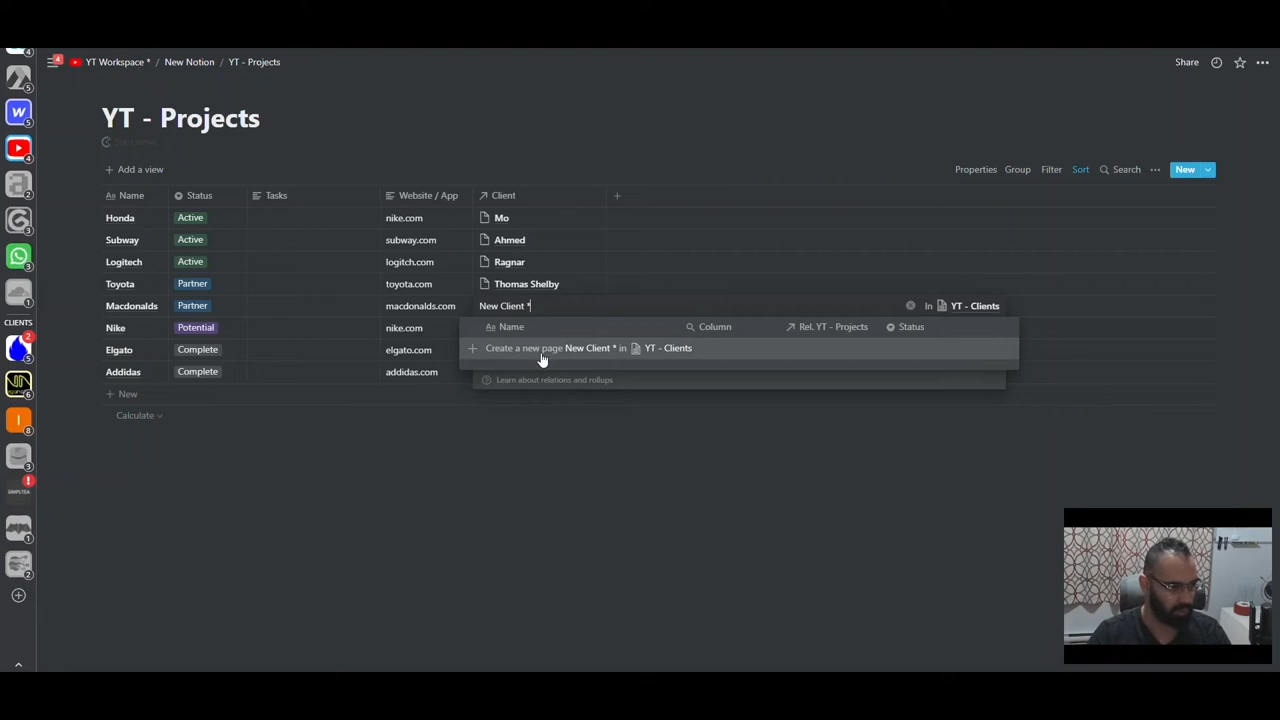 YT Workspace * / New Notion / YT - Projects
Share
YT - Projects
Add a view
Properties Group Filter Sort Search New
Name Status Tasks Website / App Client
Honda Active nike.com Mo
Subway Active subway.com Ahmed
Logitech Active logitch.com Ragnar
Toyota Partner toyota.com Thomas Shelby
Macdonalds Partner macdonalds.com New Client * In YT - Clients
Nike Potential nike.com
Name Column Rel. YT - Projects Status
Elgato Complete elgato.com
Create a new page New Client * in YT - Clients
Addidas Complete addidas.com
Learn about relations and rollups
New
Calculate
CLIENTS